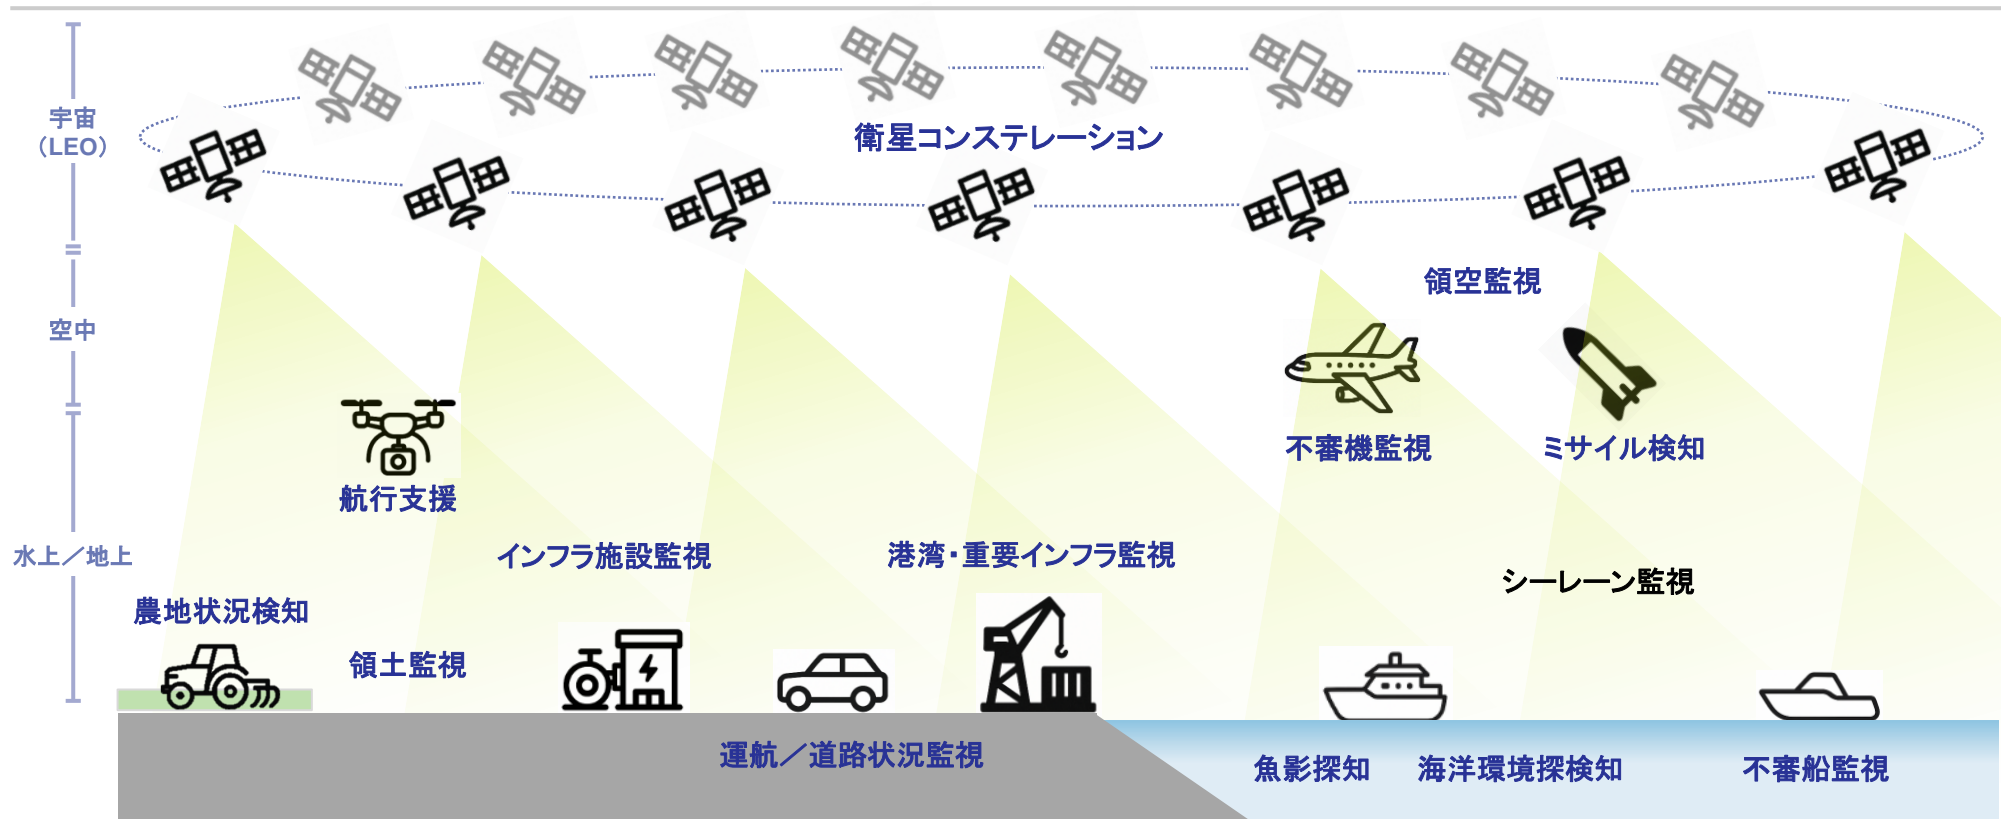 宇宙
（LEO）
衛星コンステレーション
領空監視
空中
不審機監視
ミサイル検知
航行支援
水上／地上
インフラ施設監視
港湾・重要インフラ監視
シーレーン監視
農地状況検知
領土監視
運航／道路状況監視
魚影探知
海洋環境探検知
不審船監視